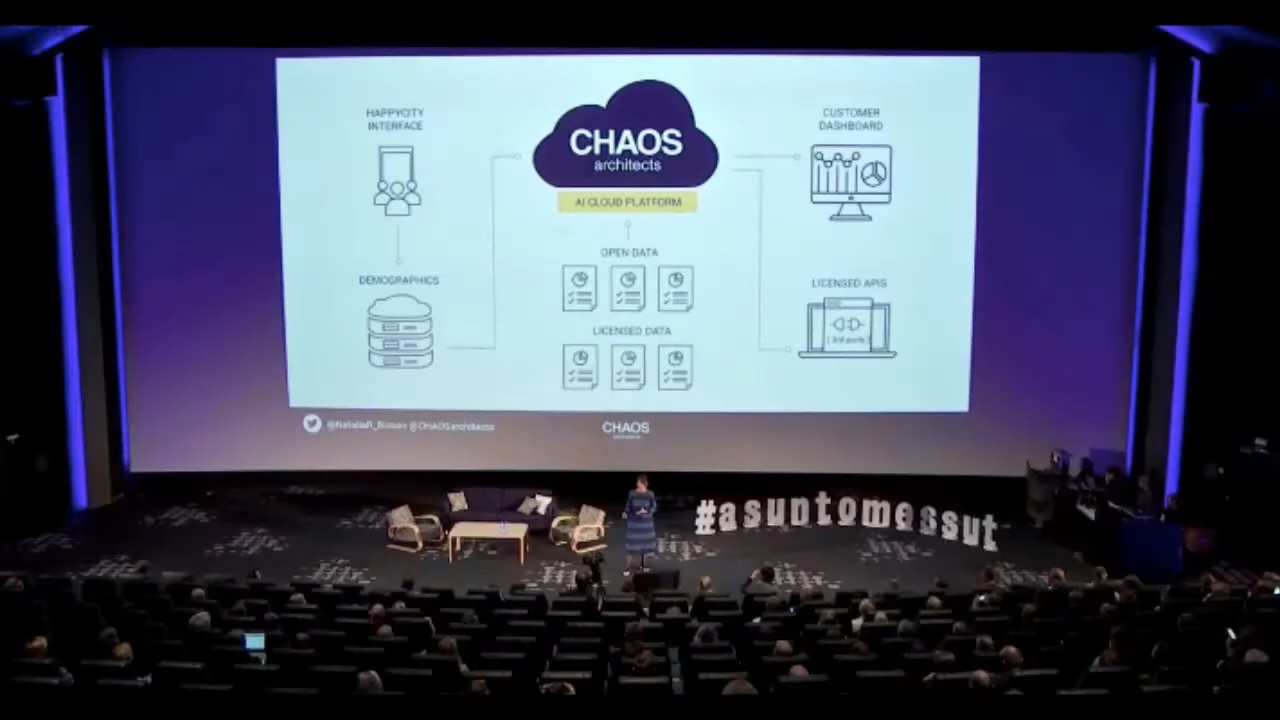 HAPPYCITY
INTERFACE
CHAOS
architects
AI CLOUD PLATFORM
CUSTOMER
DASHBOARD
OPEN DATA
DEMOGRAPHICS
LICENSED DATA
LICENSED APIS
CHAOS
@CHAOSarchitects
#asuntomessut